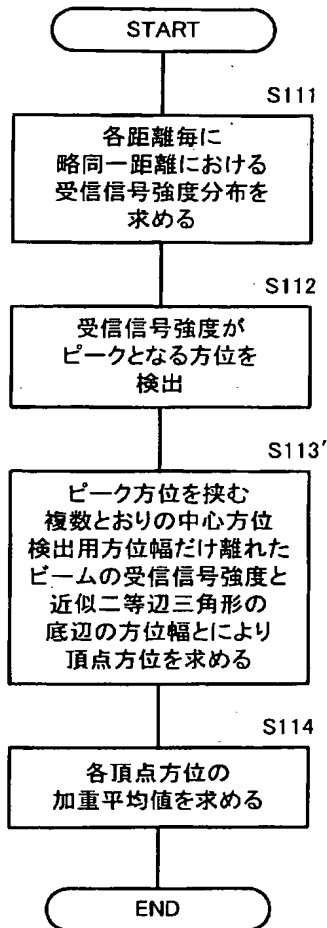 START
S111
各距離毎に
略同一距離における
受信信号強度分布を
求める
S112
受信信号強度が
ピークとなる方位を
検出
S113′
ピーク方位を挟む
複数とおりの中心方位
検出用方位幅だけ離れた
ビームの受信信号強度と
近似二等辺三角形の
底辺の方位幅とにより
頂点方位を求める
S114
各頂点方位の
加重平均値を求める
END